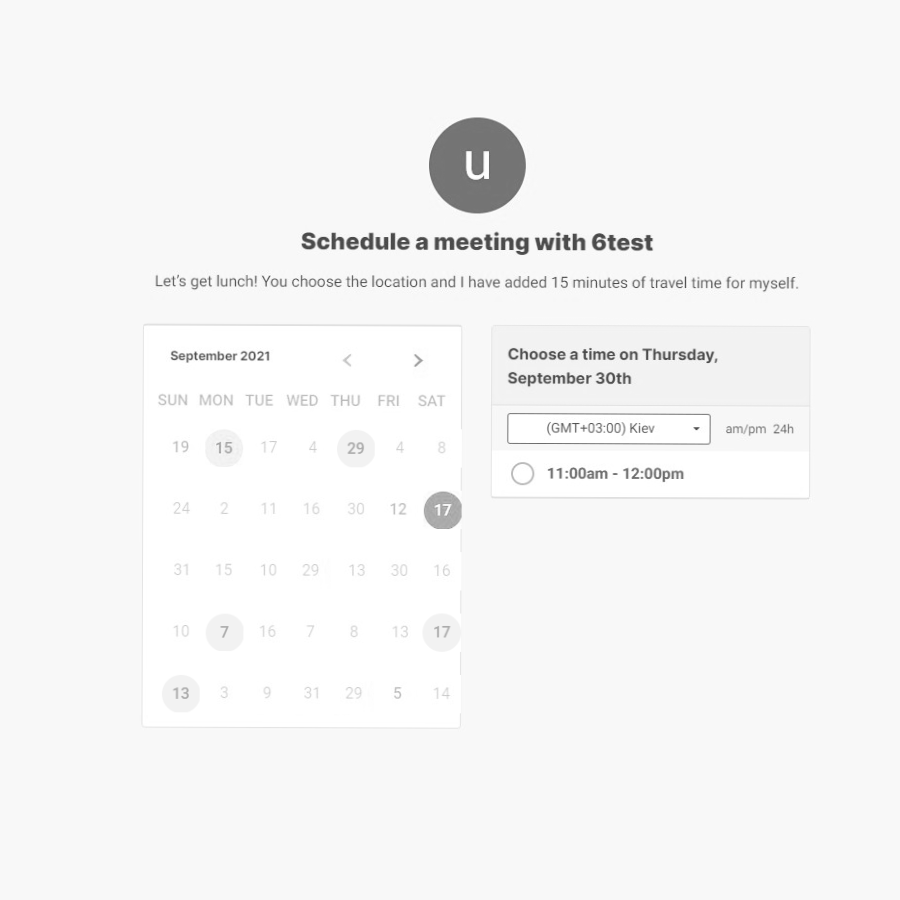 u
Schedule a meeting with 6test
Let's get lunch! You choose the location and I have added 15 minutes of travel time for myself.
September 2021
SUN MON TUE WED THU FRI SAT
19 15 17 4 29 4 8
24 2 11 16 30 12 17
31 15 10 29 13 30 16
10 7 16 7 8 13 17
13 3 9 31 29 5 14
Choose a time on Thursday,
September 30th
(GMT+03:00) Kiev am/pm 24h
11:00am - 12:00pm